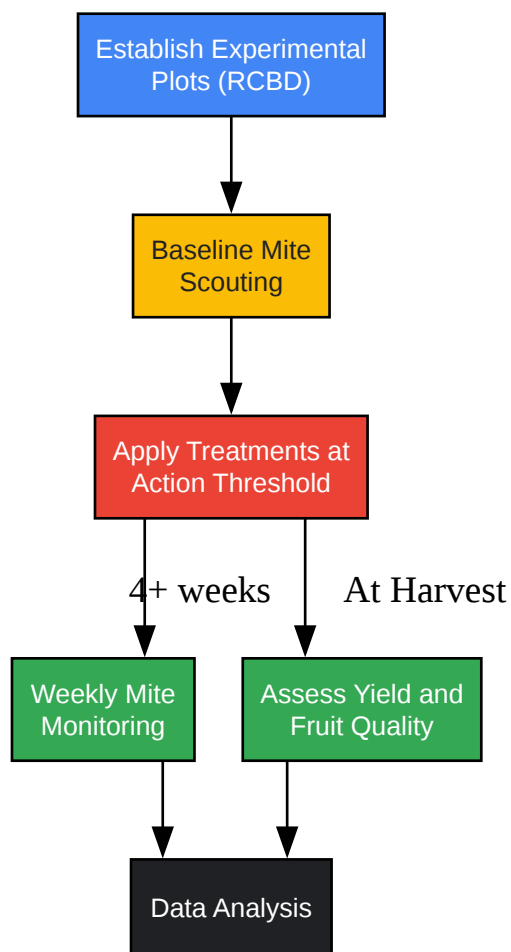 Establish Experimental
Plots (RCBD)
Baseline Mite
Scouting
Apply Treatments at
Action Threshold
4+ weeks
At Harvest
Weekly Mite
Monitoring
Assess Yield and
Fruit Quality
Data Analysis